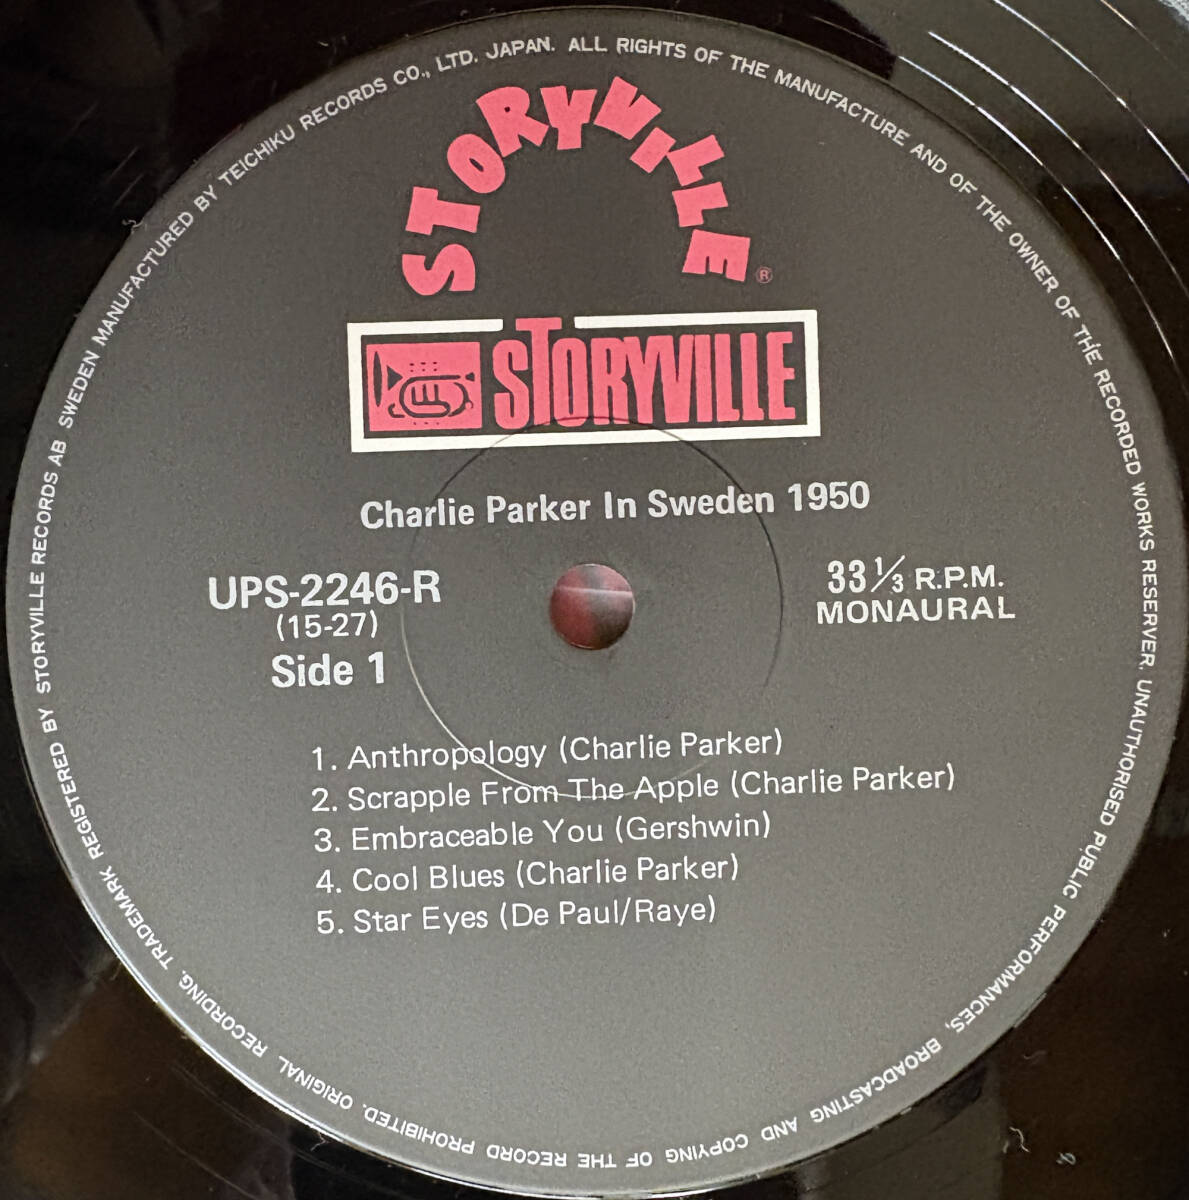 STORYVILLE ®
STORYVILLE
Charlie Parker In Sweden 1950
UPS-2246-R
(15-27)
Side 1
33 1/3 R.P.M.
MONAURAL
1. Anthropology (Charlie Parker)
2. Scrapple From The Apple (Charlie Parker)
3. Embraceable You (Gershwin)
4. Cool Blues (Charlie Parker)
5. Star Eyes (De Paul/Raye)
TRADEMARK REGISTERED BY STORYVILLE RECORDS AB SWEDEN MANUFACTURED BY TEICHIKU RECORDS CO., LTD. JAPAN. ALL RIGHTS OF THE MANUFACTURE AND OF THE OWNER OF THE RECORDED WORKS RESERVER. UNAUTHORISED PUBLIC PERFORMANCES, BROADCASTING AND COPYING OF THE RECORD PROHIBITED. ORIGINAL RECORDING.